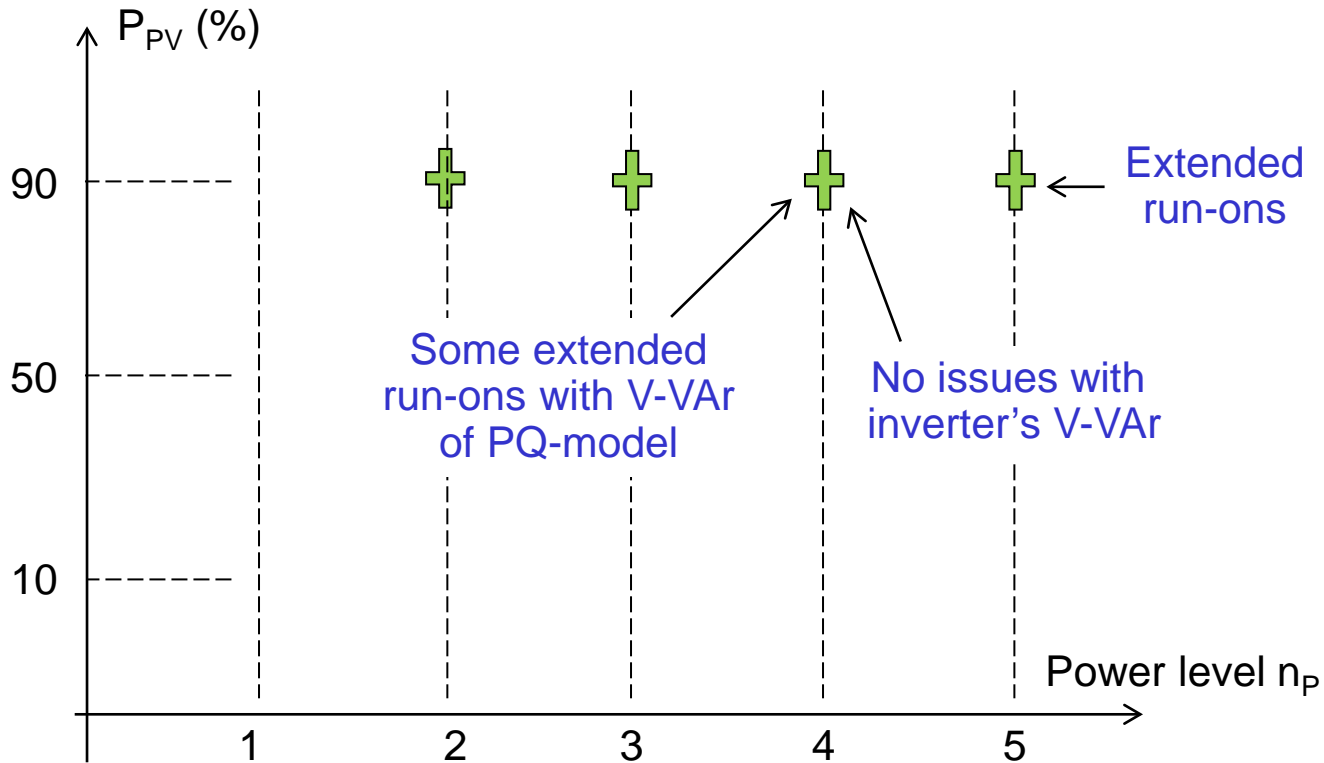 P_PV (%)
90
Extended
run-ons
Some extended
run-ons with V-VAr
of PQ-model
No issues with
inverter's V-VAr
50
10
Power level n_P
1 2 3 4 5